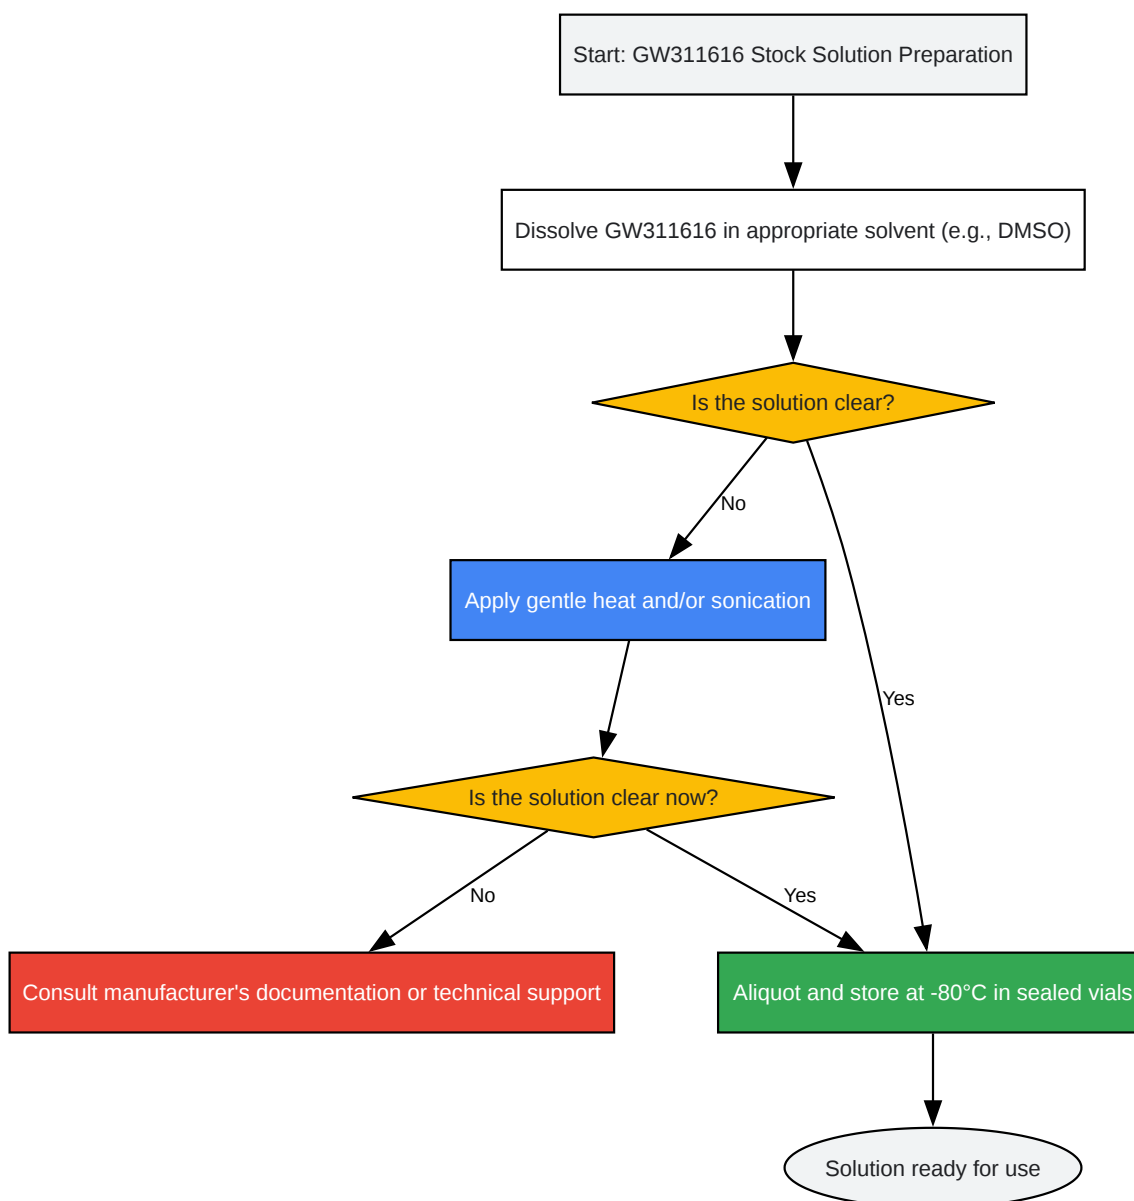 Start: GW311616 Stock Solution Preparation
Dissolve GW311616 in appropriate solvent (e.g., DMSO)
Is the solution clear?
No
Apply gentle heat and/or sonication
Yes
Is the solution clear now?
No
Yes
Consult manufacturer's documentation or technical support
Aliquot and store at -80°C in sealed vials
Solution ready for use